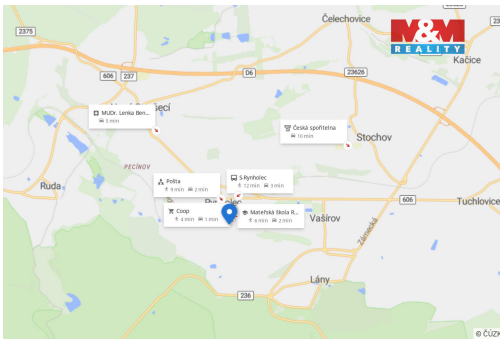 2375
Čelechovice
M&M
REALITY
Kačice
D6
23626
606
237
MUDr. Lenka Ben...
5 min
Česká spořitelna
10 min
Stochov
PECÍNOV
Ruda
Pošta
9 min 2 min
S Rynholec
12 min 3 min
606
Tuchlovice
Coop
4 min 1 min
Mateřská škola R...
6 min 2 min
Vašírov
Zámecká
Lány
236
© ČÚZK